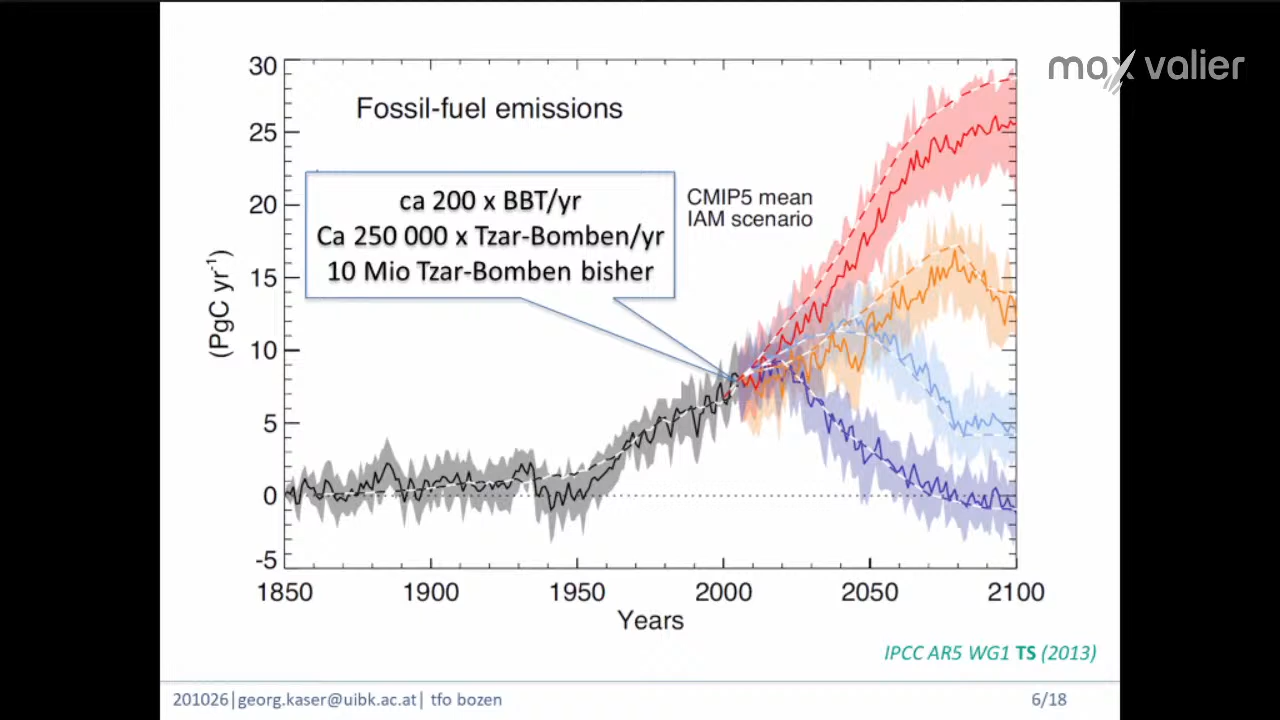 max valier
Fossil-fuel emissions
ca 200 x BBT/yr
Ca 250 000 x Tzar-Bomben/yr
10 Mio Tzar-Bomben bisher
CMIP5 mean
IAM scenario
(PgC yr-1)
30
25
20
15
10
5
0
-5
1850 1900 1950 2000 2050 2100
Years
IPCC AR5 WG1 TS (2013)
201026|georg.kaser@uibk.ac.at| tfo bozen 6/18